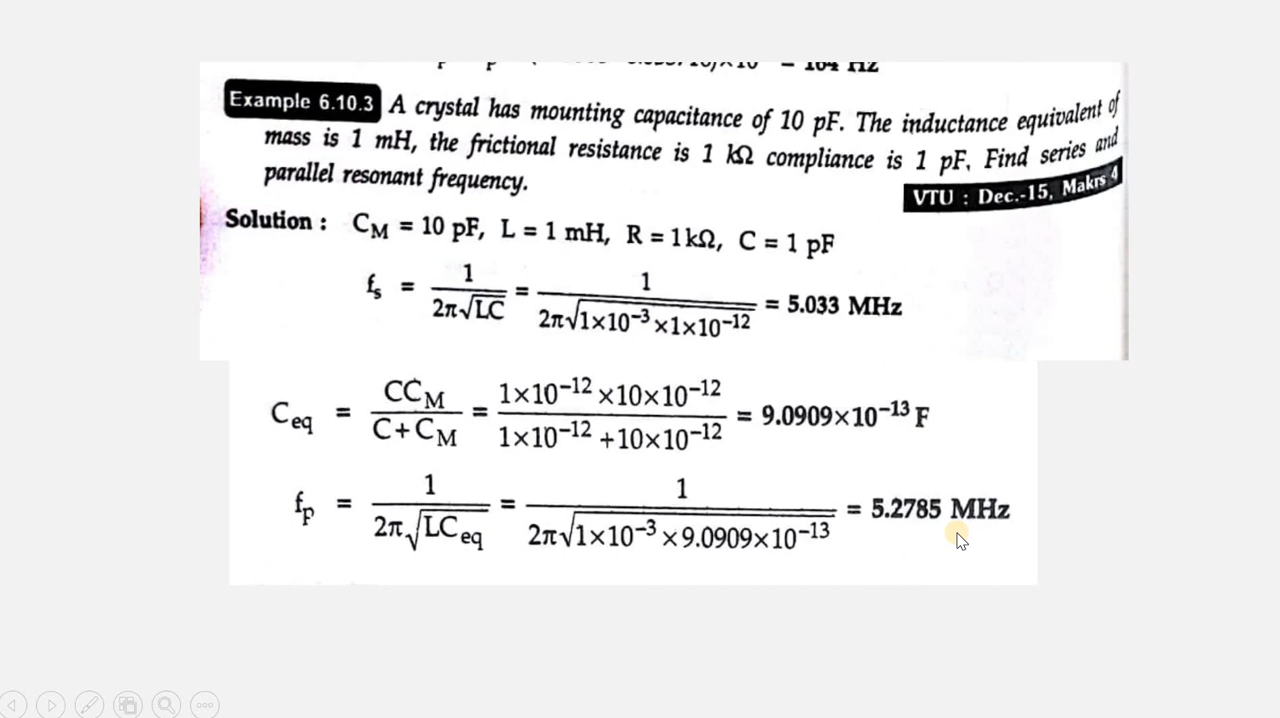 = 164 Hz
Example 6.10.3 A crystal has mounting capacitance of 10 pF. The inductance equivalent of
mass is 1 mH, the frictional resistance is 1 kΩ compliance is 1 pF. Find series and
parallel resonant frequency.
VTU : Dec.-15, Makrs 4
Solution : C_M = 10 pF, L = 1 mH, R = 1kΩ, C = 1 pF
f_s = 1/(2π√LC) = 1/(2π√(1×10⁻³×1×10⁻¹²)) = 5.033 MHz
C_eq = CC_M/(C+C_M) = (1×10⁻¹²×10×10⁻¹²)/(1×10⁻¹²+10×10⁻¹²) = 9.0909×10⁻¹³ F
f_p = 1/(2π√(LC_eq)) = 1/(2π√(1×10⁻³×9.0909×10⁻¹³)) = 5.2785 MHz